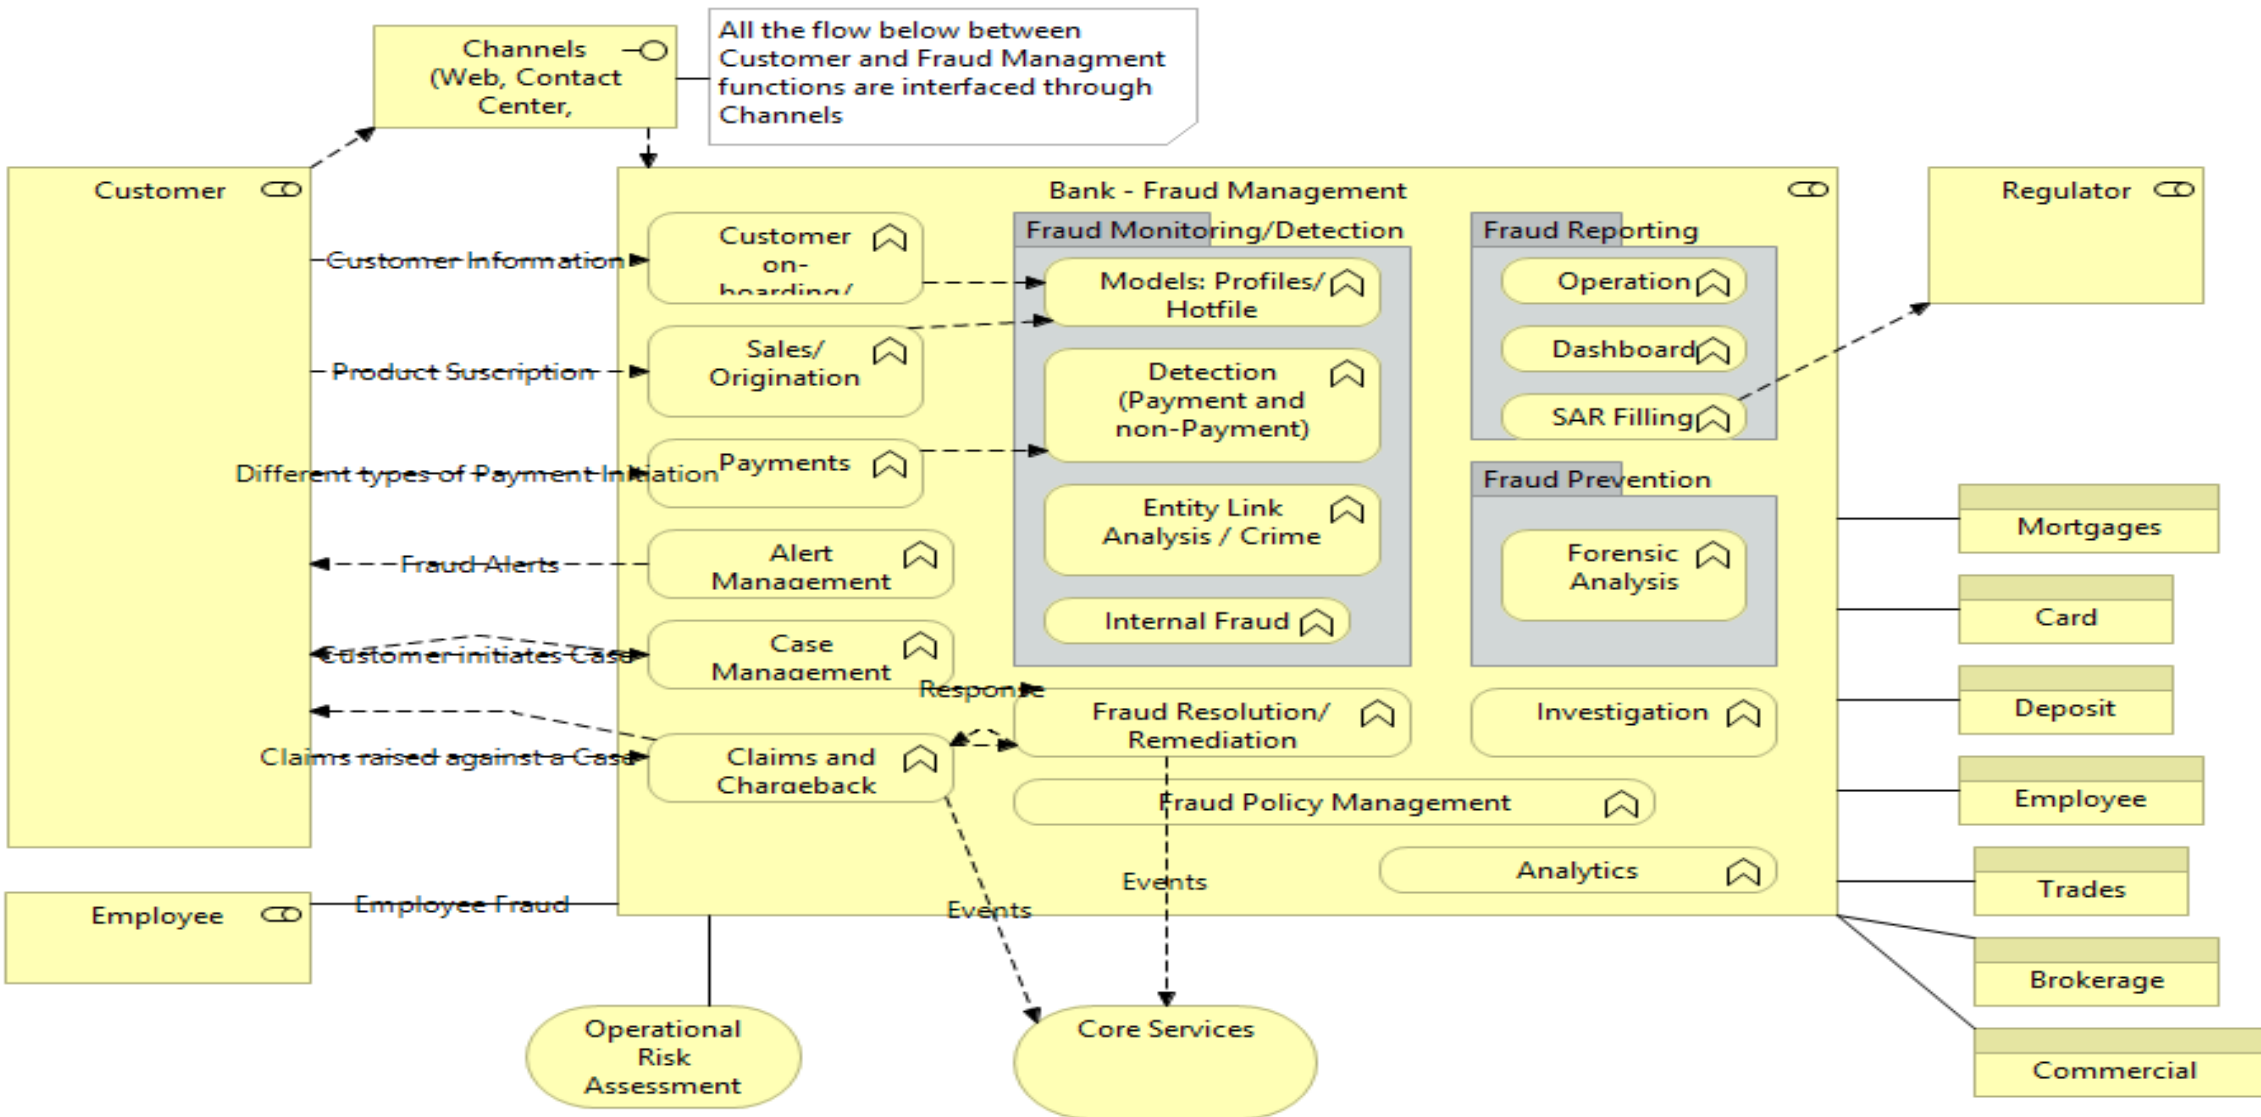 Channels
(Web, Contact
Center,
All the flow below between
Customer and Fraud Managment
functions are interfaced through
Channels
Customer
Bank - Fraud Management
Regulator
Customer Information
Product Suscription
Different types of Payment Initiation
Fraud Alerts
Customer initiates Case
Claims raised against a Case
Customer
on-
boarding/
Sales/
Origination
Payments
Alert
Management
Case
Management
Claims and
Chargeback
Fraud Monitoring/Detection
Models: Profiles/
Hotfile
Detection
(Payment and
non-Payment)
Entity Link
Analysis / Crime
Internal Fraud
Fraud Reporting
Operation
Dashboard
SAR Filling
Fraud Prevention
Forensic
Analysis
Response
Fraud Resolution/
Remediation
Investigation
Fraud Policy Management
Analytics
Events
Events
Employee
Employee Fraud
Operational
Risk
Assessment
Core Services
Mortgages
Card
Deposit
Employee
Trades
Brokerage
Commercial